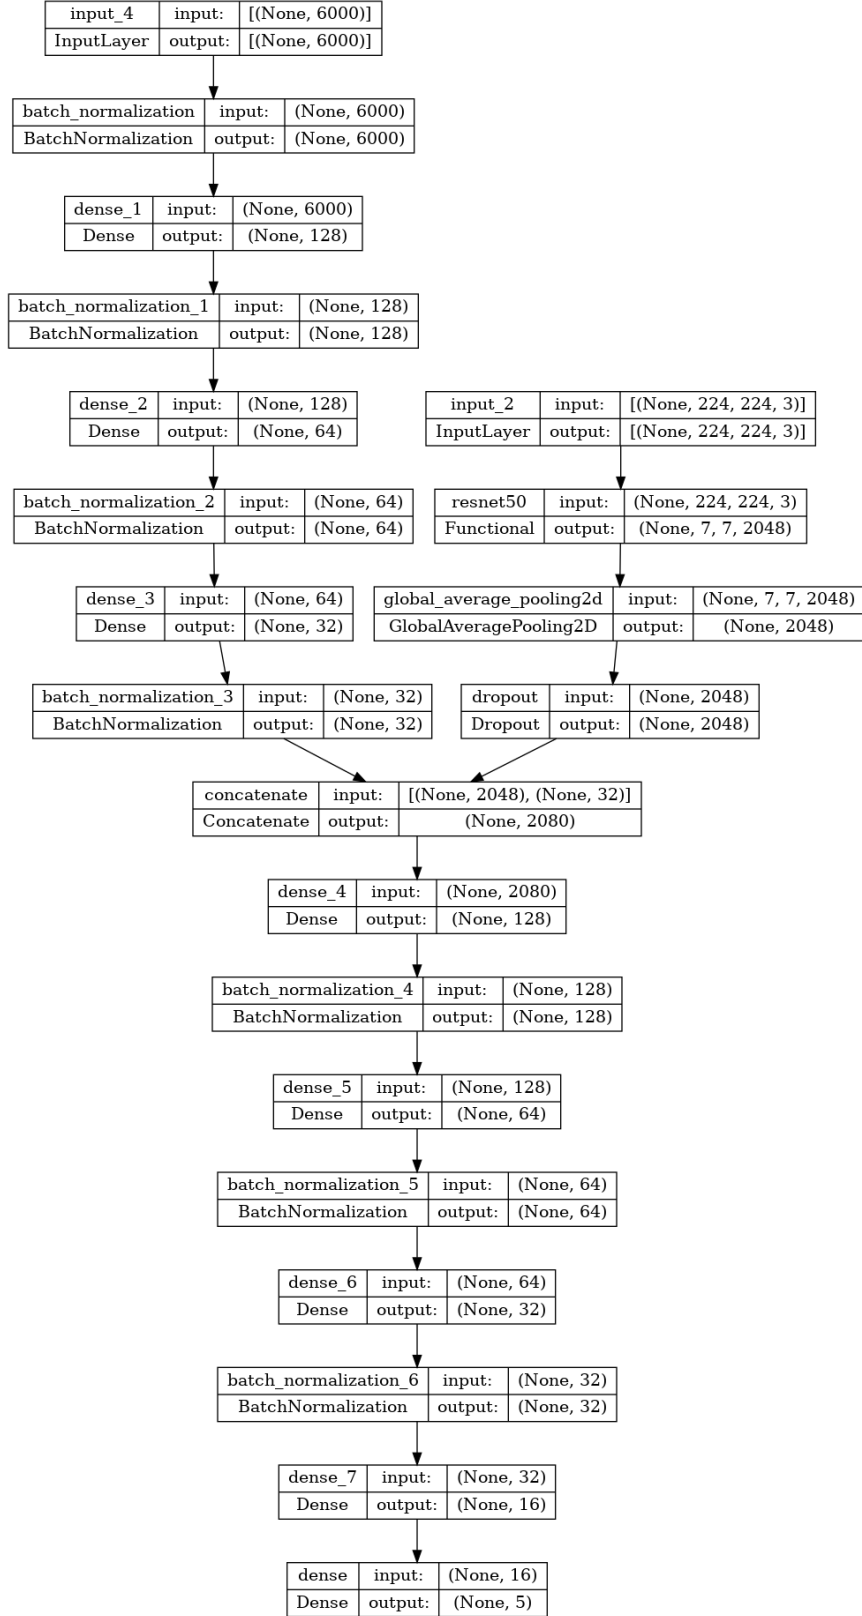 input_4 input: [(None, 6000)]
InputLayer output: [(None, 6000)]
batch_normalization input: (None, 6000)
BatchNormalization output: (None, 6000)
dense_1 input: (None, 6000)
Dense output: (None, 128)
batch_normalization_1 input: (None, 128)
BatchNormalization output: (None, 128)
dense_2 input: (None, 128)
Dense output: (None, 64)
input_2 input: [(None, 224, 224, 3)]
InputLayer output: [(None, 224, 224, 3)]
batch_normalization_2 input: (None, 64)
BatchNormalization output: (None, 64)
resnet50 input: (None, 224, 224, 3)
Functional output: (None, 7, 7, 2048)
dense_3 input: (None, 64)
Dense output: (None, 32)
global_average_pooling2d input: (None, 7, 7, 2048)
GlobalAveragePooling2D output: (None, 2048)
batch_normalization_3 input: (None, 32)
BatchNormalization output: (None, 32)
dropout input: (None, 2048)
Dropout output: (None, 2048)
concatenate input: [(None, 2048), (None, 32)]
Concatenate output: (None, 2080)
dense_4 input: (None, 2080)
Dense output: (None, 128)
batch_normalization_4 input: (None, 128)
BatchNormalization output: (None, 128)
dense_5 input: (None, 128)
Dense output: (None, 64)
batch_normalization_5 input: (None, 64)
BatchNormalization output: (None, 64)
dense_6 input: (None, 64)
Dense output: (None, 32)
batch_normalization_6 input: (None, 32)
BatchNormalization output: (None, 32)
dense_7 input: (None, 32)
Dense output: (None, 16)
dense input: (None, 16)
Dense output: (None, 5)